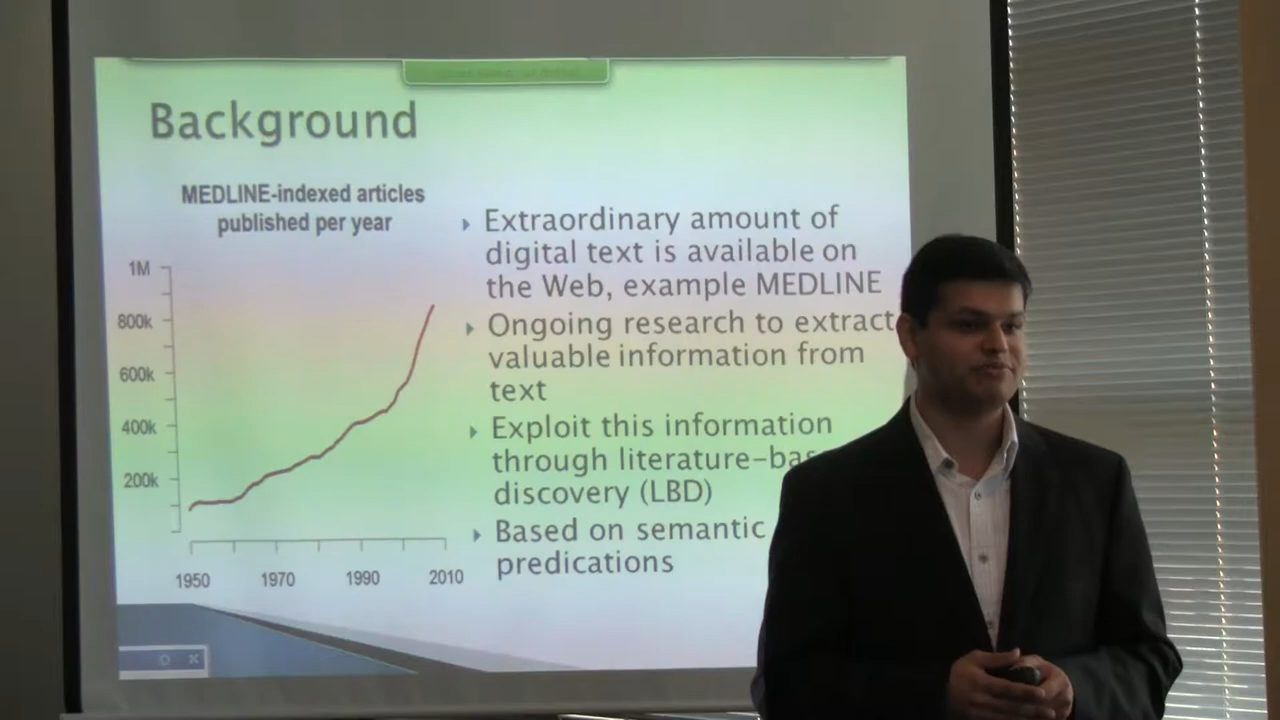 Background
MEDLINE-indexed articles
published per year
1M
800k
600k
400k
200k
1950 1970 1990 2010
Extraordinary amount of
digital text is available on
the Web, example MEDLINE
Ongoing research to extract
valuable information from
text
Exploit this information
through literature-bas
discovery (LBD)
Based on semantic
predications